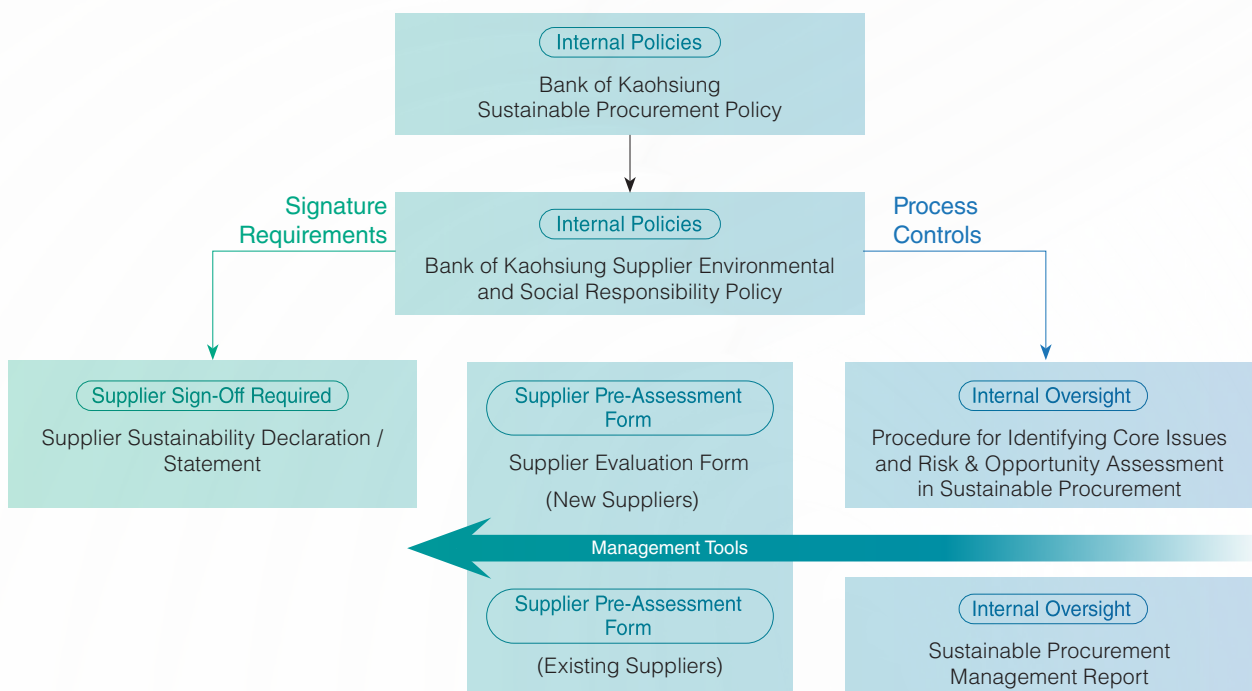 Internal Policies
Bank of Kaohsiung
Sustainable Procurement Policy
Signature
Requirements
Internal Policies
Bank of Kaohsiung Supplier Environmental
and Social Responsibility Policy
Process
Controls
Supplier Sign-Off Required
Supplier Sustainability Declaration /
Statement
Supplier Pre-Assessment
Form
Supplier Evaluation Form
(New Suppliers)
Internal Oversight
Procedure for Identifying Core Issues
and Risk & Opportunity Assessment
in Sustainable Procurement
Management Tools
Supplier Pre-Assessment
Form
(Existing Suppliers)
Internal Oversight
Sustainable Procurement
Management Report